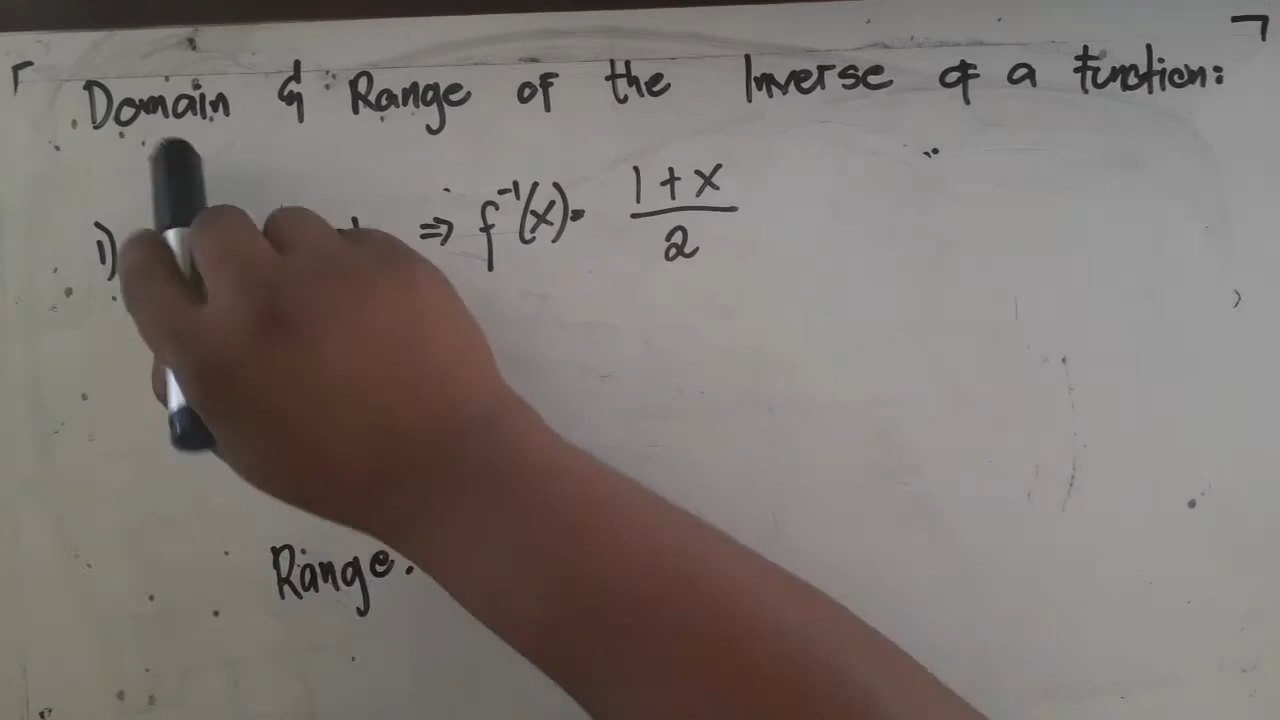 Domain & Range of the Inverse of a function:
1) ⇒ f⁻¹(x) = (1 + x)/2
Range: